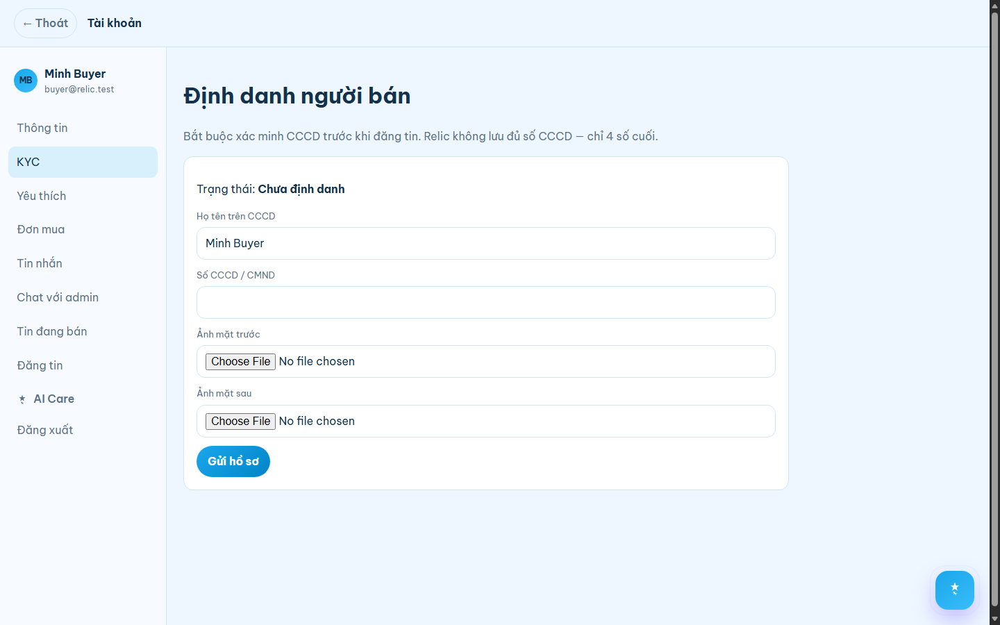 ← Thoát
Tài khoản
MB
Minh Buyer
buyer@relic.test
Thông tin
KYC
Yêu thích
Đơn mua
Tin nhắn
Chat với admin
Tin đang bán
Đăng tin
AI Care
Đăng xuất
Định danh người bán
Bắt buộc xác minh CCCD trước khi đăng tin. Relic không lưu đủ số CCCD — chỉ 4 số cuối.
Trạng thái: Chưa định danh
Họ tên trên CCCD
Minh Buyer
Số CCCD / CMND
Ảnh mặt trước
Choose File No file chosen
Ảnh mặt sau
Choose File No file chosen
Gửi hồ sơ